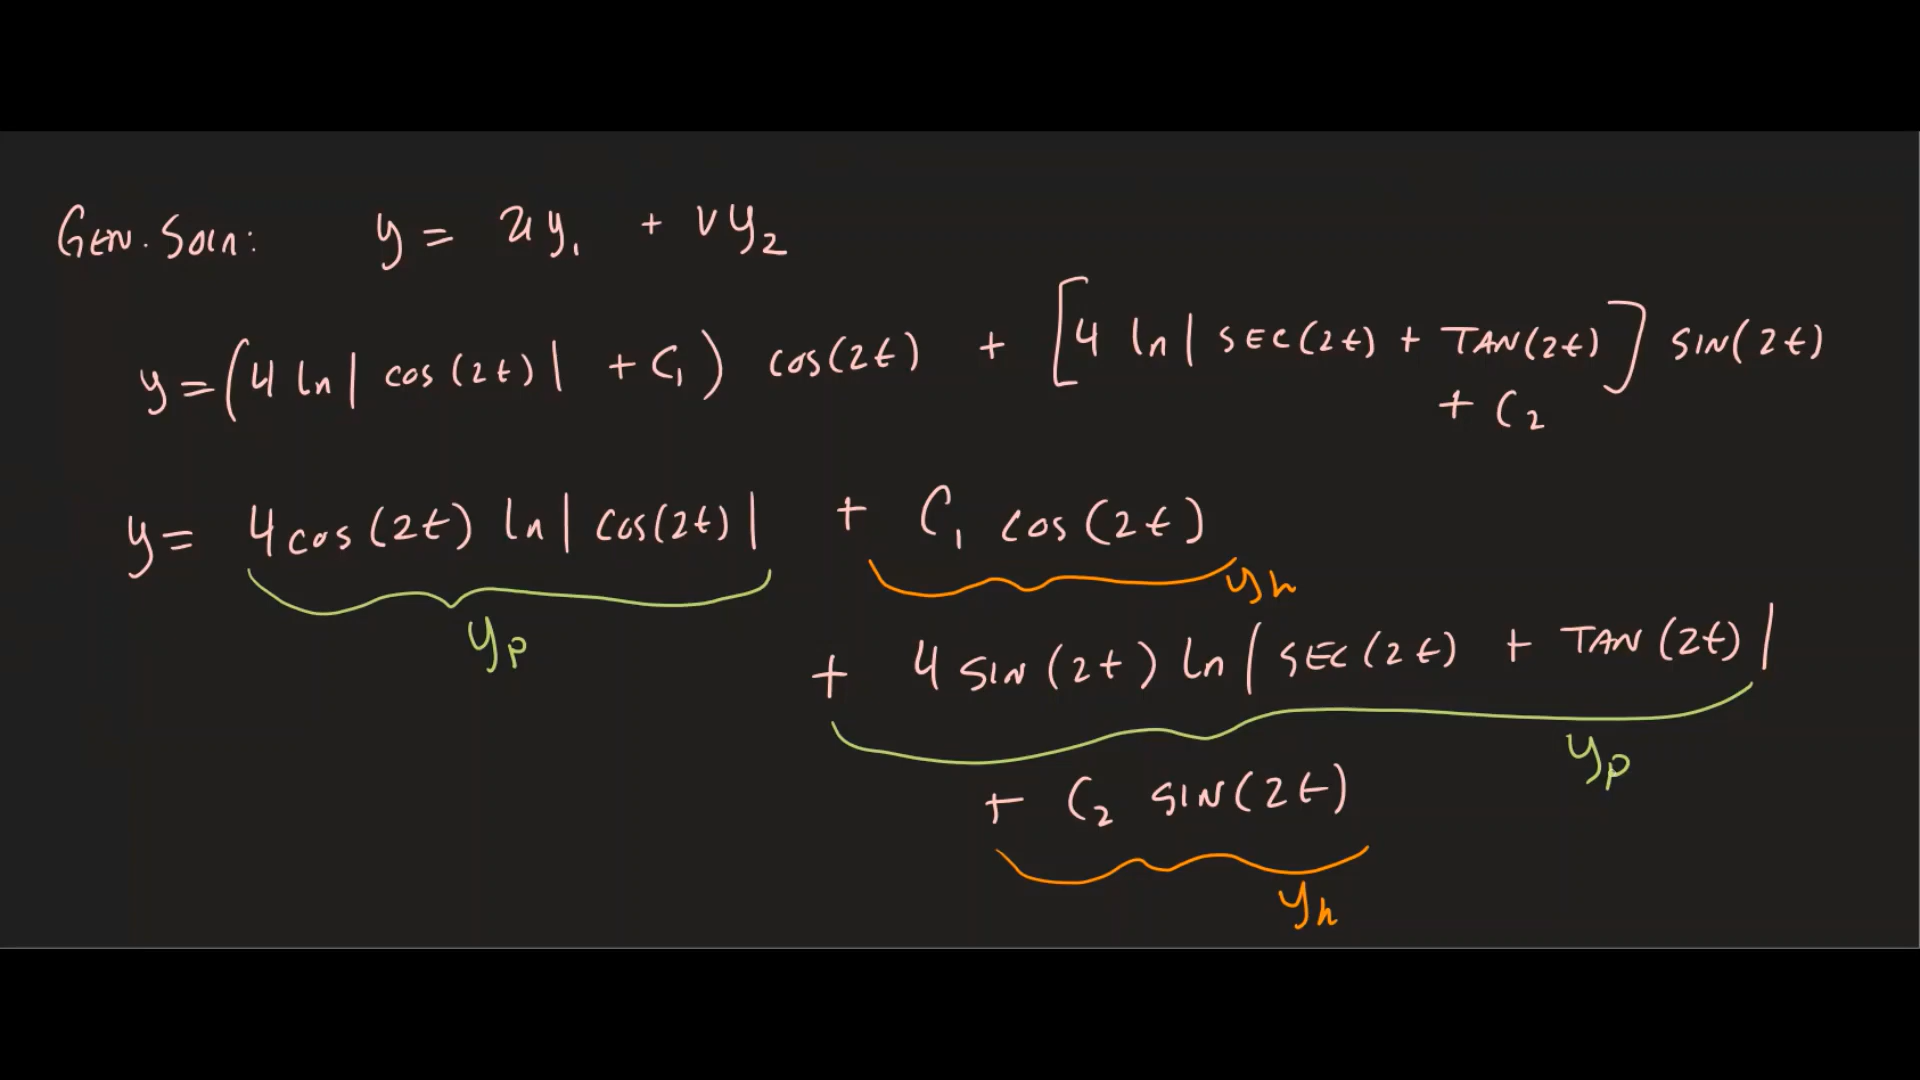 GEN. SOLN: y = uy₁ + vy₂
y = (4 ln| cos(2t)| + C₁) cos(2t) + [4 ln| SEC(2t) + TAN(2t)] SIN(2t)
+ C₂
y = 4cos(2t) ln| cos(2t)| + C₁ cos(2t)
yh
yp
+ 4 SIN(2t) ln| SEC(2t) + TAN(2t)|
yp
+ C₂ SIN(2t)
yh